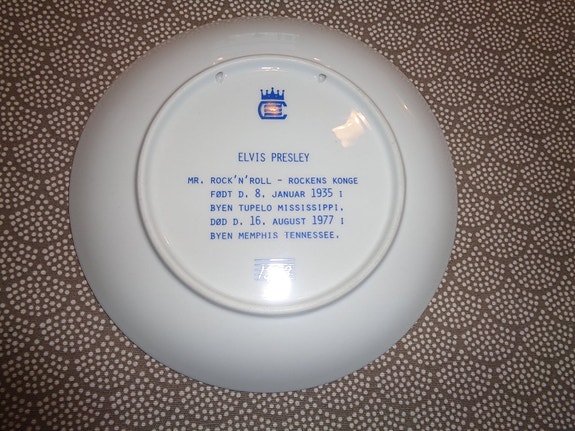 ELVIS PRESLEY
MR. ROCK'N'ROLL - ROCKENS KONGE
FØDT D. 8. JANUAR 1935 I
BYEN TUPELO MISSISSIPPI.
DØD D. 16. AUGUST 1977 I
BYEN MEMPHIS TENNESSEE.